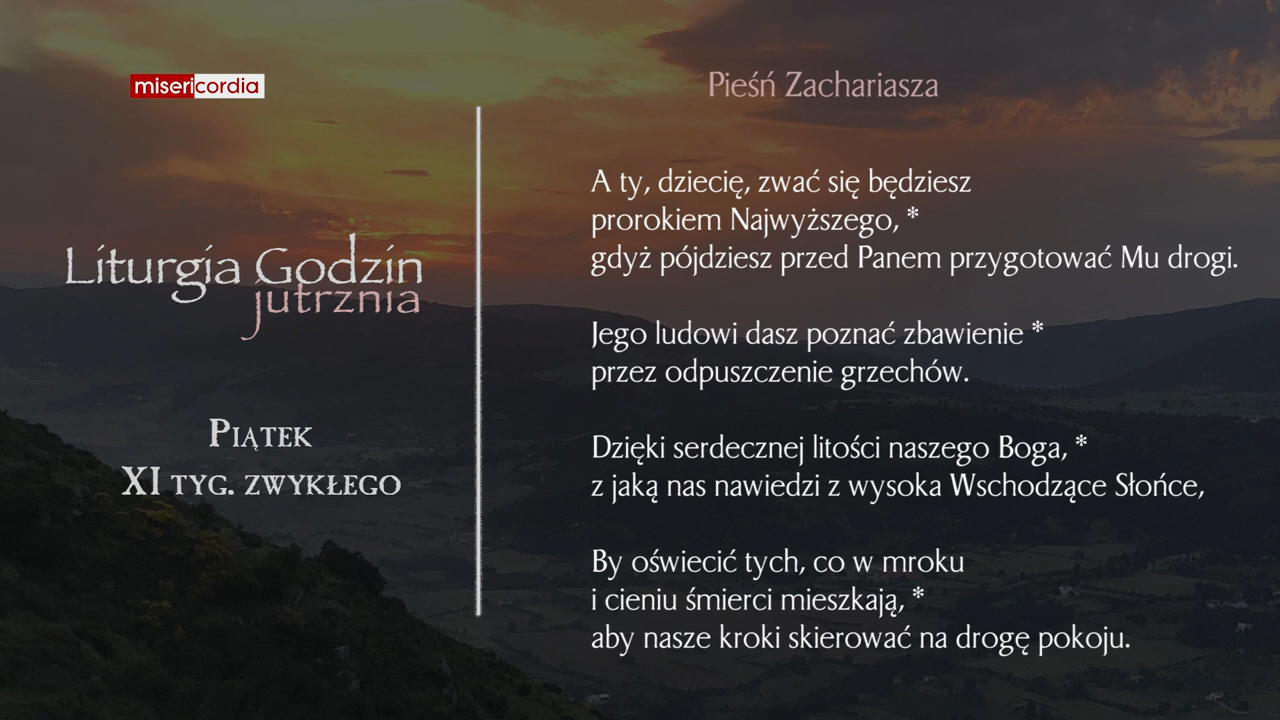 misericordia
Liturgia Godzin
jutrznia
Piątek
XI tyg. zwykłego
Pieśń Zachariasza
A ty, dziecię, zwać się będziesz
prorokiem Najwyższego, *
gdyż pójdziesz przed Panem przygotować Mu drogi.
Jego ludowi dasz poznać zbawienie *
przez odpuszczenie grzechów.
Dzięki serdecznej litości naszego Boga, *
z jaką nas nawiedzi z wysoka Wschodzące Słońce,
By oświecić tych, co w mroku
i cieniu śmierci mieszkają, *
aby nasze kroki skierować na drogę pokoju.